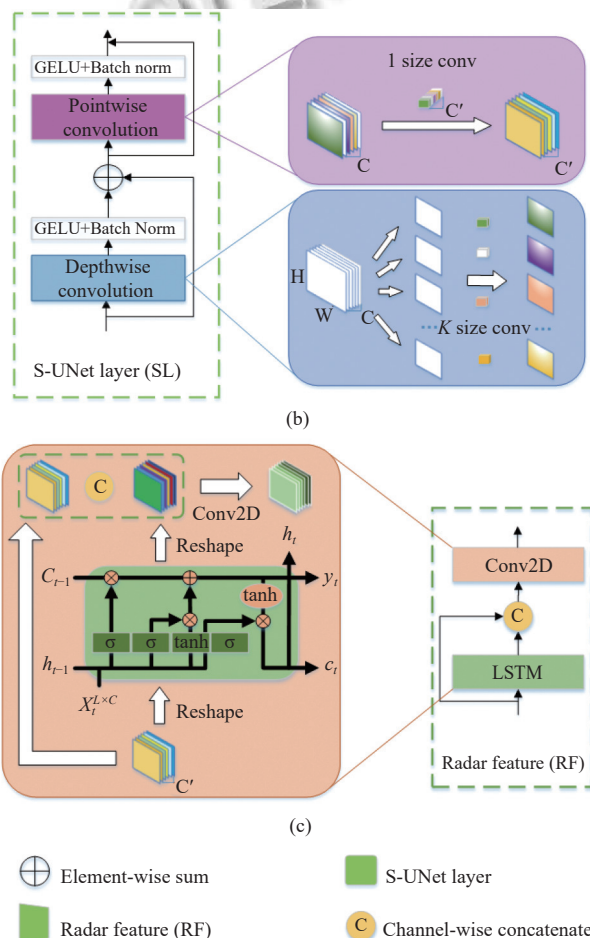 GELU+Batch norm
Pointwise
convolution
GELU+Batch Norm
Depthwise
convolution
S-UNet layer (SL)
1 size conv
C′
C
C′
H
W
C
···K size conv ···
(b)
C
Conv2D
Reshape
h_t
C_{t−1}
y_t
tanh
σ
σ
tanh
σ
h_{t−1}
c_t
X_t^{L×C}
Reshape
C′
Conv2D
C
LSTM
Radar feature (RF)
(c)
Element-wise sum
S-UNet layer
Radar feature (RF)
C
Channel-wise concatenate